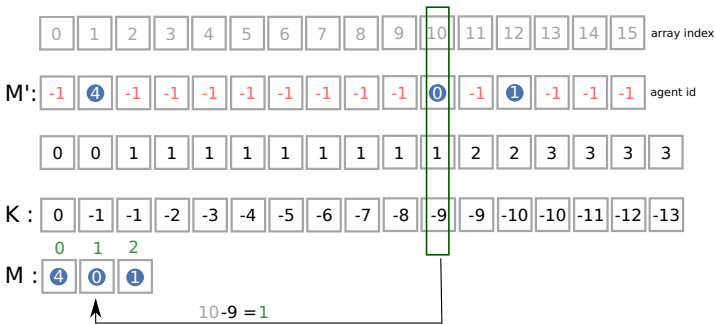 0 1 2 3 4 5 6 7 8 9 10 11 12 13 14 15 array index
M': -1 4 -1 -1 -1 -1 -1 -1 -1 -1 0 -1 1 -1 -1 -1 agent id
0 0 1 1 1 1 1 1 1 1 1 2 2 3 3 3 3
K : 0 -1 -1 -2 -3 -4 -5 -6 -7 -8 -9 -9 -10 -10 -11 -12 -13
0 1 2
M : 4 0 1
10-9 =1